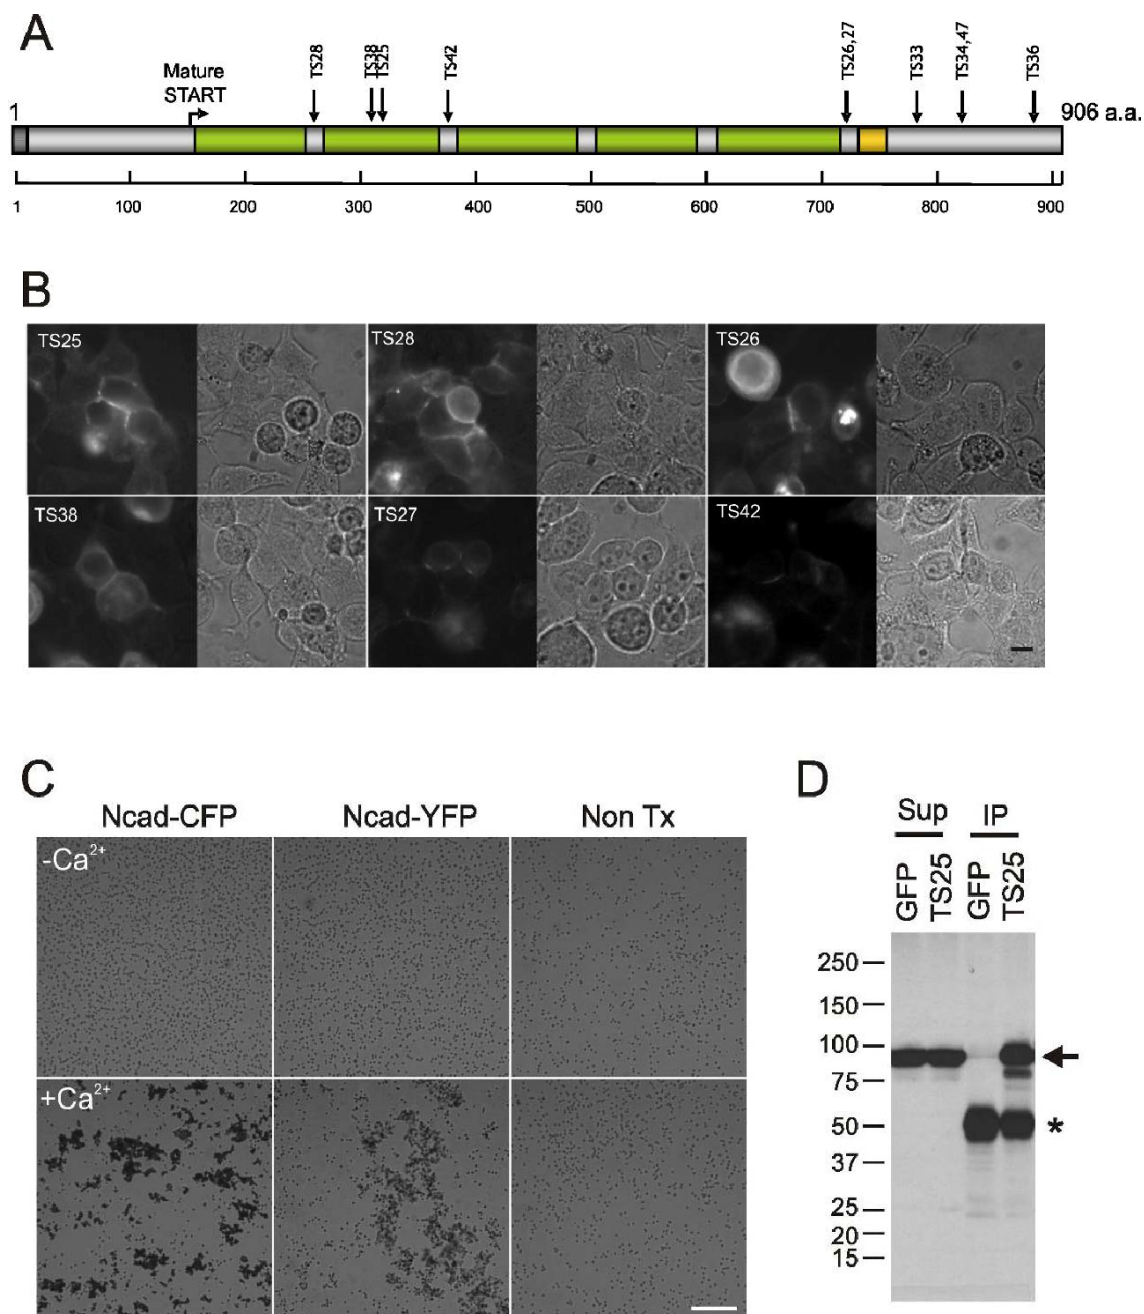 A
TS28
TS38
TS25
TS42
TS26,27
TS33
TS34,47
TS36
Mature
START
1
906 a.a.
1 100 200 300 400 500 600 700 800 900
B
TS25 TS28 TS26
TS38 TS27 TS42
C
Ncad-CFP Ncad-YFP Non Tx
-Ca²⁺
+Ca²⁺
D
Sup IP
GFP TS25 GFP TS25
250
150
100
75
50 *
37
25
20
15